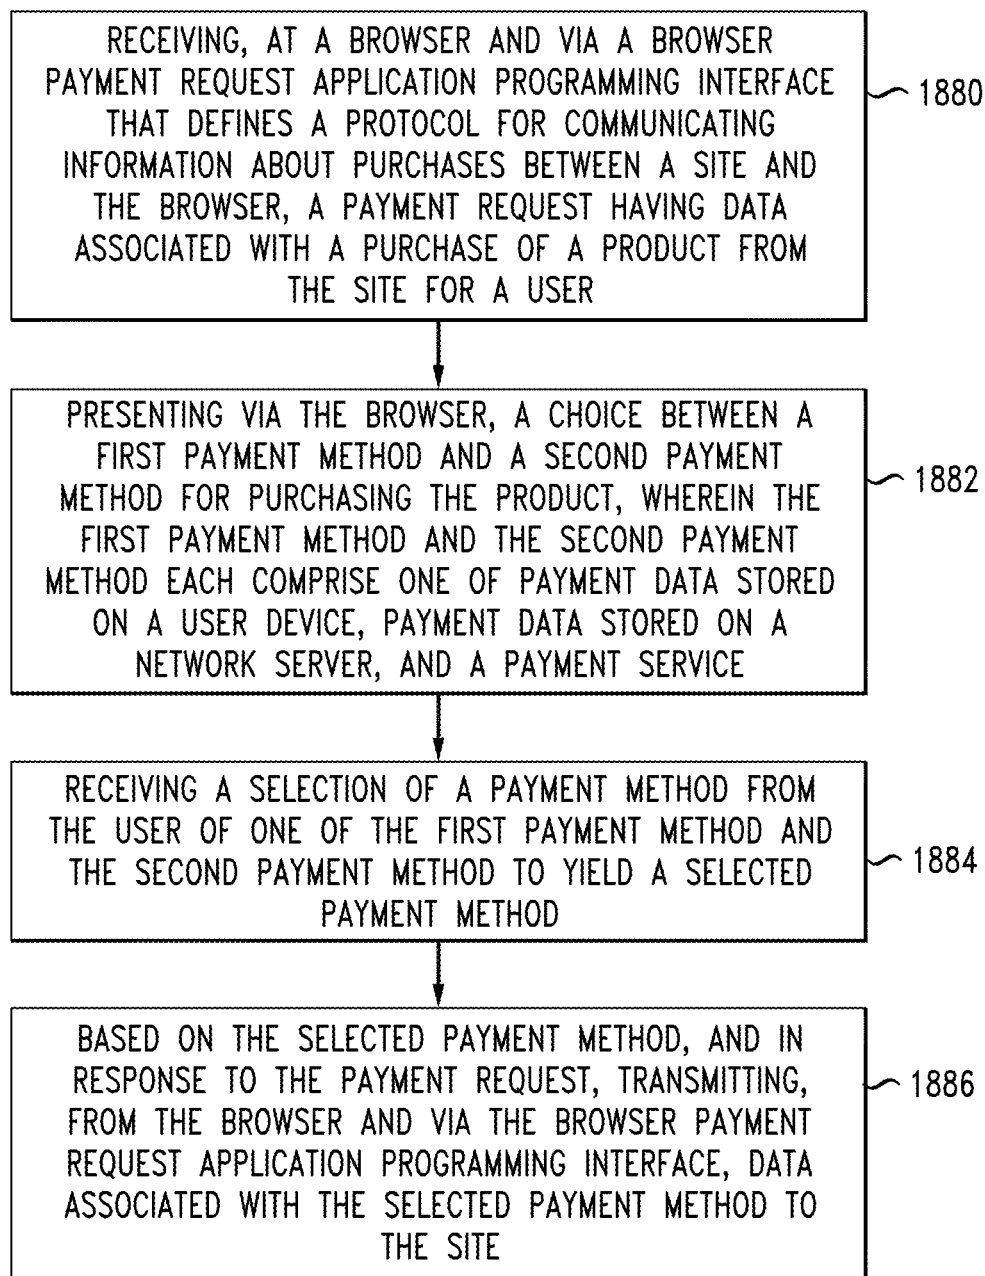 RECEIVING, AT A BROWSER AND VIA A BROWSER
PAYMENT REQUEST APPLICATION PROGRAMMING INTERFACE
THAT DEFINES A PROTOCOL FOR COMMUNICATING
INFORMATION ABOUT PURCHASES BETWEEN A SITE AND
THE BROWSER, A PAYMENT REQUEST HAVING DATA
ASSOCIATED WITH A PURCHASE OF A PRODUCT FROM
THE SITE FOR A USER
1880
PRESENTING VIA THE BROWSER, A CHOICE BETWEEN A
FIRST PAYMENT METHOD AND A SECOND PAYMENT
METHOD FOR PURCHASING THE PRODUCT, WHEREIN THE
FIRST PAYMENT METHOD AND THE SECOND PAYMENT
METHOD EACH COMPRISE ONE OF PAYMENT DATA STORED
ON A USER DEVICE, PAYMENT DATA STORED ON A
NETWORK SERVER, AND A PAYMENT SERVICE
1882
RECEIVING A SELECTION OF A PAYMENT METHOD FROM
THE USER OF ONE OF THE FIRST PAYMENT METHOD AND
THE SECOND PAYMENT METHOD TO YIELD A SELECTED
PAYMENT METHOD
1884
BASED ON THE SELECTED PAYMENT METHOD, AND IN
RESPONSE TO THE PAYMENT REQUEST, TRANSMITTING,
FROM THE BROWSER AND VIA THE BROWSER PAYMENT
REQUEST APPLICATION PROGRAMMING INTERFACE, DATA
ASSOCIATED WITH THE SELECTED PAYMENT METHOD TO
THE SITE
1886